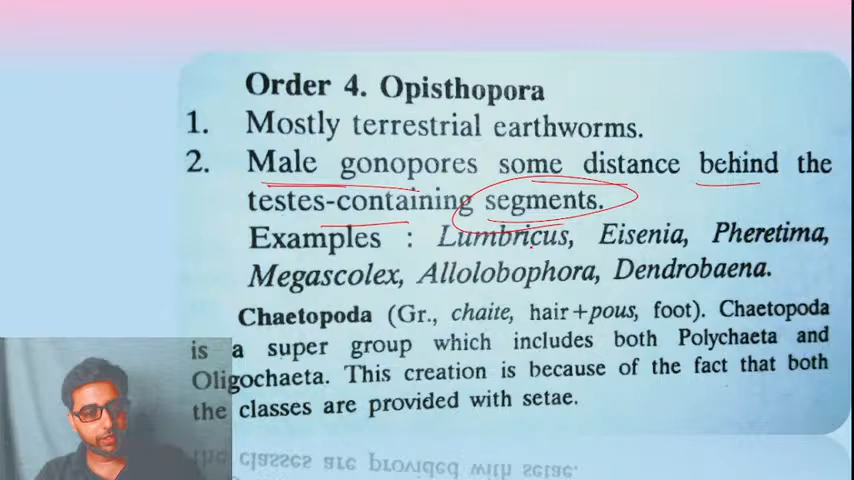 Order 4. Opisthopora
1. Mostly terrestrial earthworms.
2. Male gonopores some distance behind the
testes-containing segments.
Examples : Lumbricus, Eisenia, Pheretima,
Megascolex, Allolobophora, Dendrobaena.
Chaetopoda (Gr., chaite, hair+pous, foot). Chaetopoda
is a super group which includes both Polychaeta and
Oligochaeta. This creation is because of the fact that both
the classes are provided with setae.